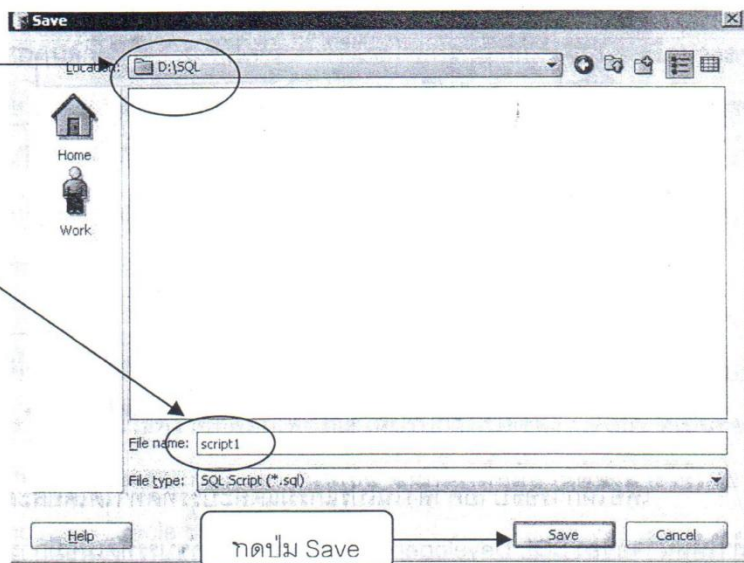 Save
Location: D:\SQL
Home
Work
File name: script1
File type: SQL Script (*.sql)
Help
กดปุ่ม Save
Save
Cancel